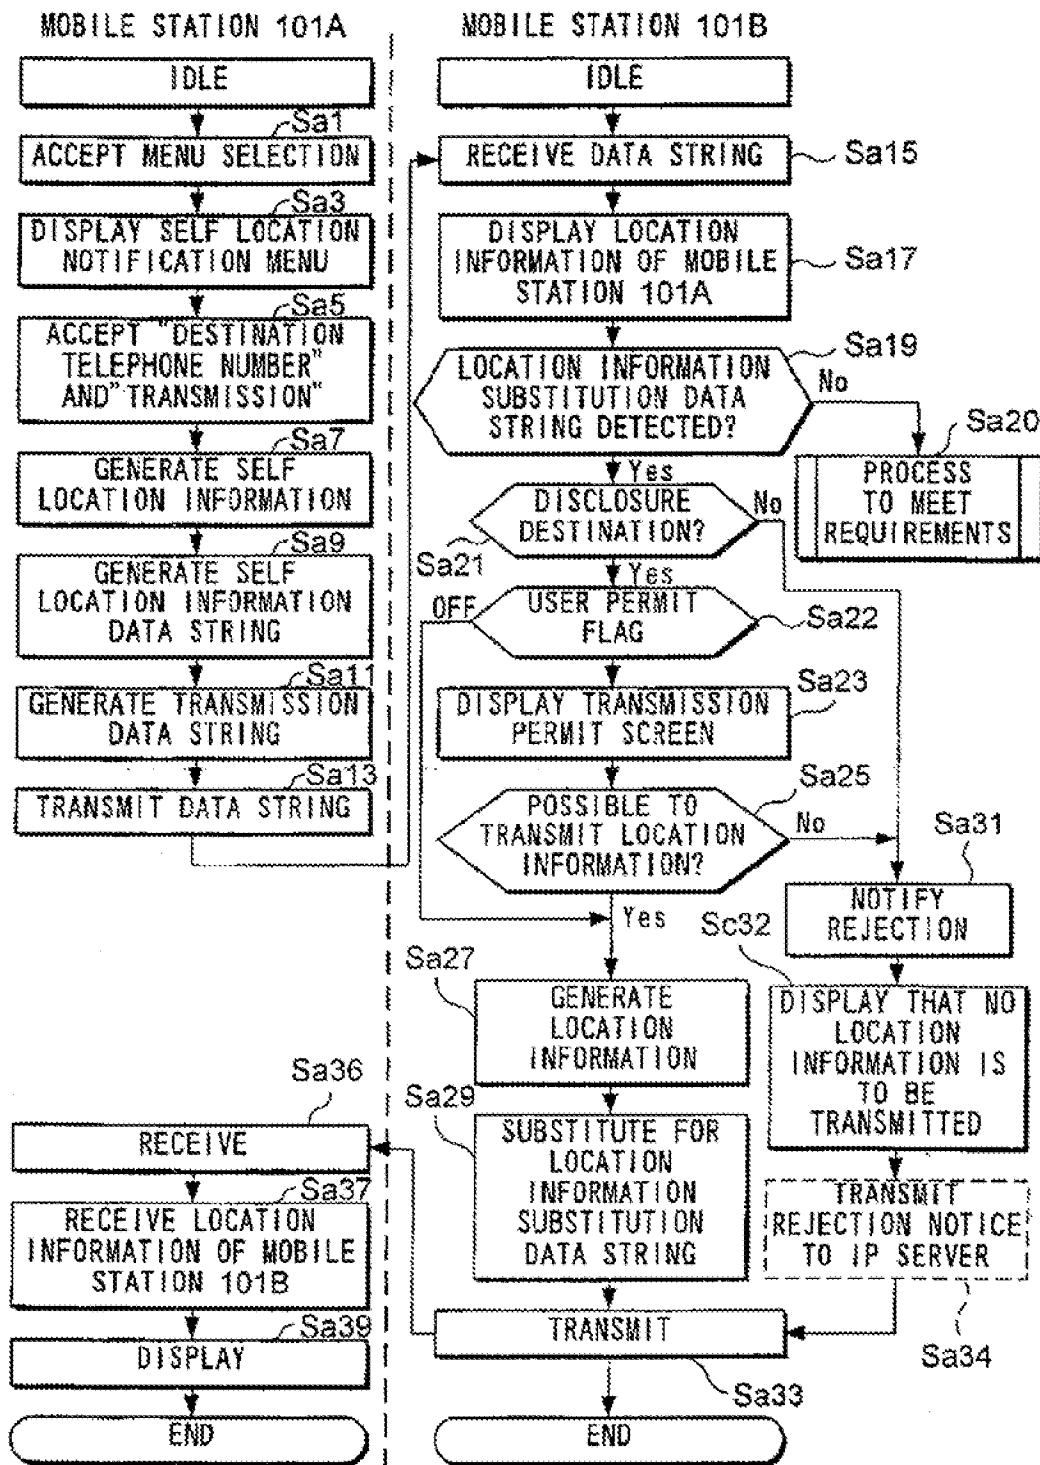 MOBILE STATION 101A
IDLE
Sa1
ACCEPT MENU SELECTION
Sa3
DISPLAY SELF LOCATION
NOTIFICATION MENU
Sa5
ACCEPT "DESTINATION
TELEPHONE NUMBER"
AND" TRANSMISSION"
Sa7
GENERATE SELF
LOCATION INFORMATION
Sa9
GENERATE SELF
LOCATION INFORMATION
DATA STRING
Sa11
GENERATE TRANSMISSION
DATA STRING
Sa13
TRANSMIT DATA STRING
Sa36
RECEIVE
Sa37
RECEIVE LOCATION
INFORMATION OF MOBILE
STATION 101B
Sa39
DISPLAY
END
MOBILE STATION 101B
IDLE
RECEIVE DATA STRING
Sa15
DISPLAY LOCATION
INFORMATION OF MOBILE
STATION 101A
Sa17
LOCATION INFORMATION
SUBSTITUTION DATA
STRING DETECTED?
Sa19
No
Yes
Sa20
PROCESS
TO MEET
REQUIREMENTS
DISCLOSURE
DESTINATION?
No
Sa21
Yes
OFF
USER PERMIT
FLAG
Sa22
DISPLAY TRANSMISSION
PERMIT SCREEN
Sa23
POSSIBLE TO
TRANSMIT LOCATION
INFORMATION?
Sa25
No
Yes
Sa27
GENERATE
LOCATION
INFORMATION
Sa29
SUBSTITUTE FOR
LOCATION
INFORMATION
SUBSTITUTION
DATA STRING
Sa31
NOTIFY
REJECTION
Sc32
DISPLAY THAT NO
LOCATION
INFORMATION IS
TO BE
TRANSMITTED
TRANSMIT
REJECTION NOTICE
TO IP SERVER
Sa34
TRANSMIT
Sa33
END